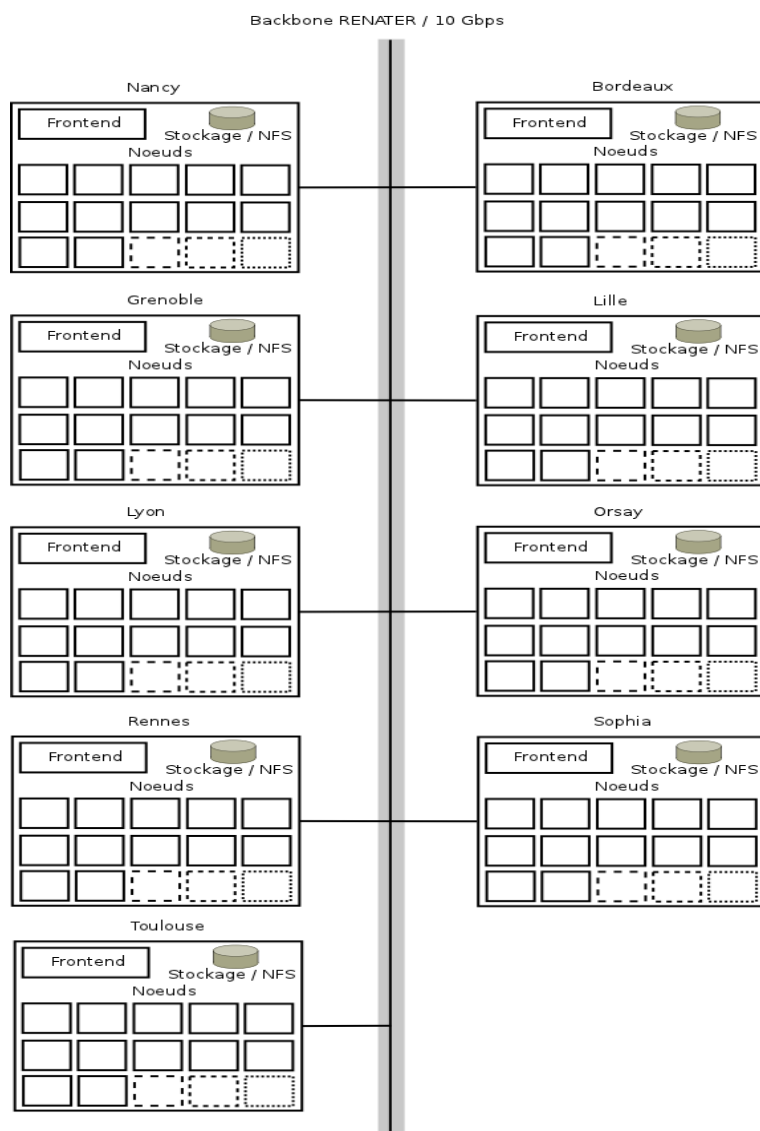 Backbone RENATER / 10 Gbps
Nancy
Frontend
Stockage / NFS
Noeuds
Bordeaux
Frontend
Stockage / NFS
Noeuds
Grenoble
Frontend
Stockage / NFS
Noeuds
Lille
Frontend
Stockage / NFS
Noeuds
Lyon
Frontend
Stockage / NFS
Noeuds
Orsay
Frontend
Stockage / NFS
Noeuds
Rennes
Frontend
Stockage / NFS
Noeuds
Sophia
Frontend
Stockage / NFS
Noeuds
Toulouse
Frontend
Stockage / NFS
Noeuds